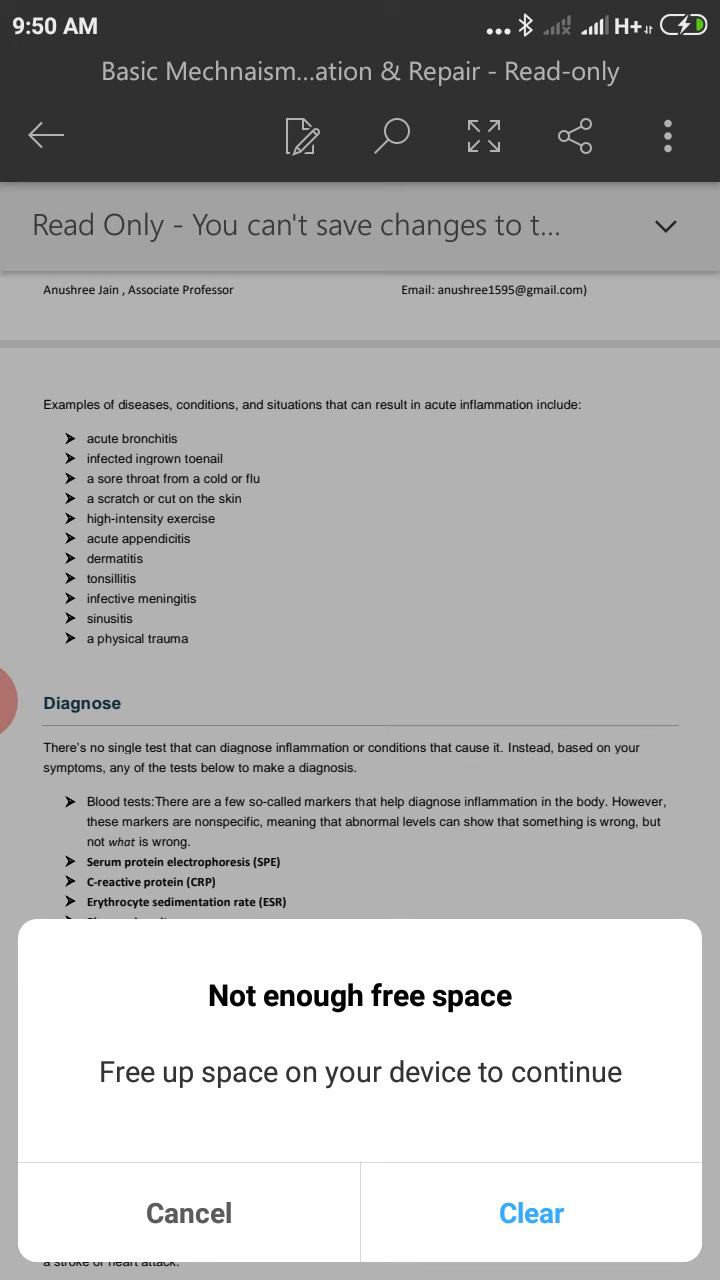 9:50 AM
H+
Basic Mechnaism...ation & Repair - Read-only
Read Only - You can't save changes to t...
Anushree Jain , Associate Professor Email: anushree1595@gmail.com)
Examples of diseases, conditions, and situations that can result in acute inflammation include:
acute bronchitis
infected ingrown toenail
a sore throat from a cold or flu
a scratch or cut on the skin
high-intensity exercise
acute appendicitis
dermatitis
tonsillitis
infective meningitis
sinusitis
a physical trauma
Diagnose
There's no single test that can diagnose inflammation or conditions that cause it. Instead, based on your
symptoms, any of the tests below to make a diagnosis.
Blood tests:There are a few so-called markers that help diagnose inflammation in the body. However,
these markers are nonspecific, meaning that abnormal levels can show that something is wrong, but
not what is wrong.
Serum protein electrophoresis (SPE)
C-reactive protein (CRP)
Erythrocyte sedimentation rate (ESR)
Not enough free space
Free up space on your device to continue
Cancel
Clear
a stroke or heart attack.